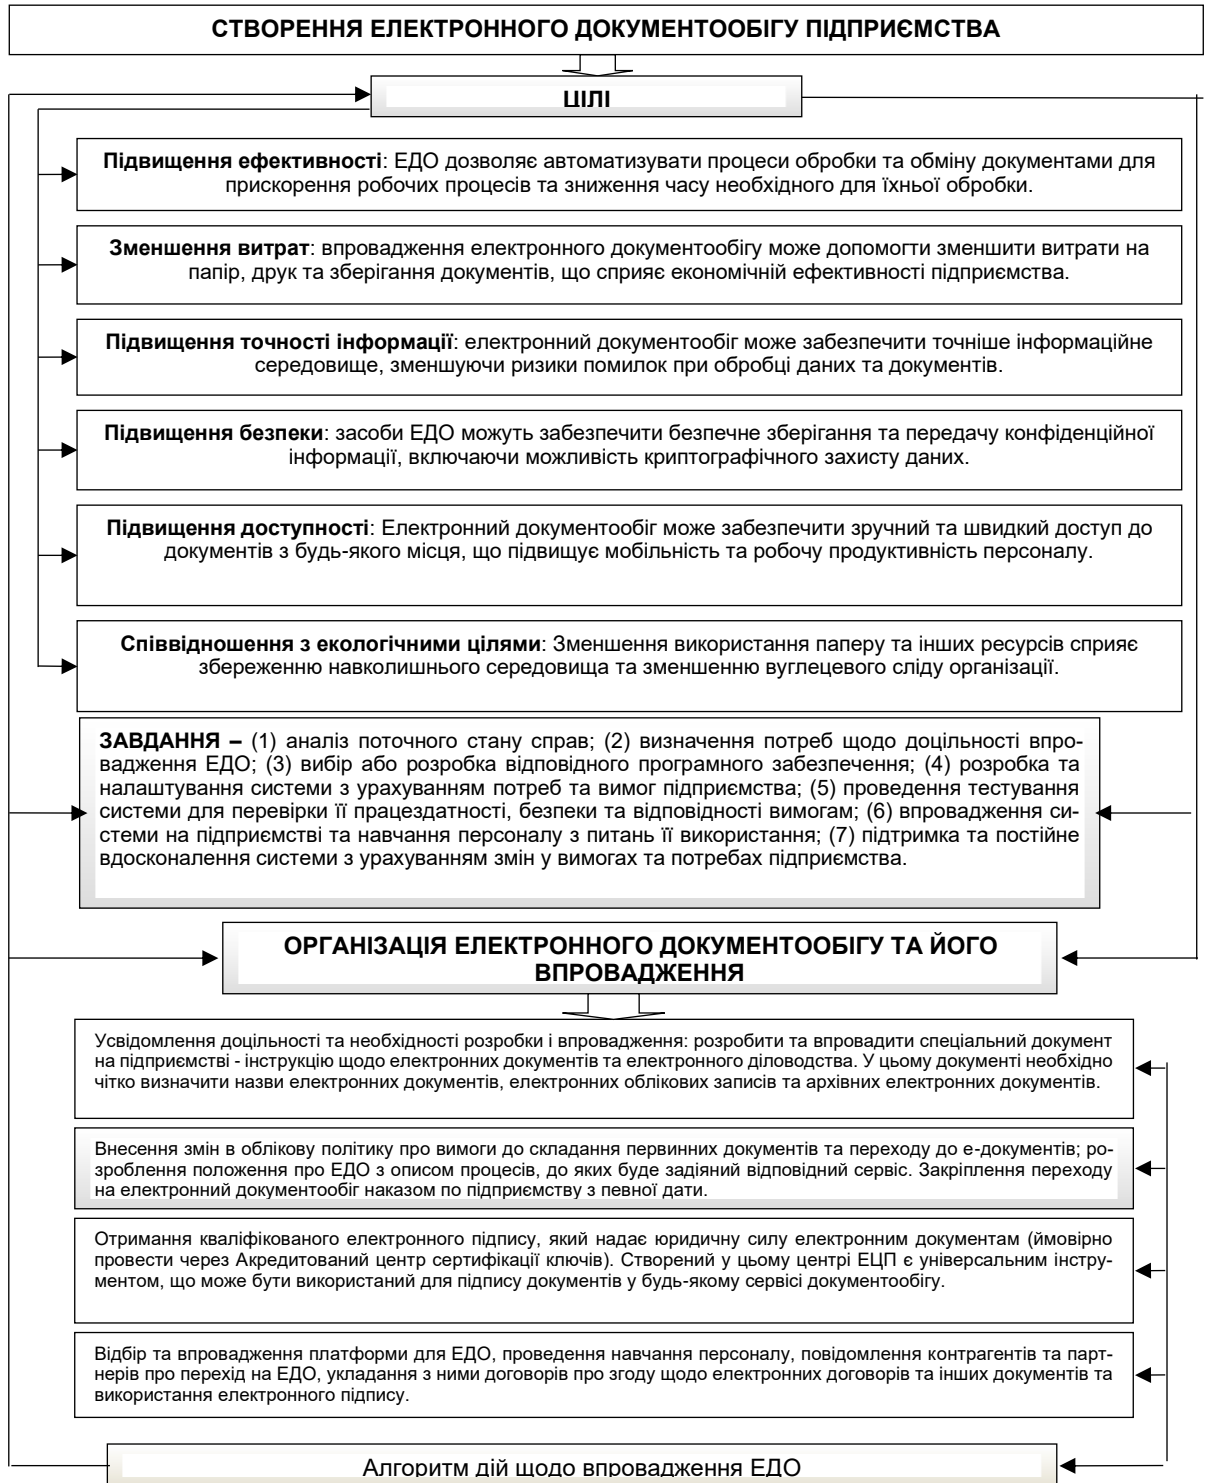 СТВОРЕННЯ ЕЛЕКТРОННОГО ДОКУМЕНТООБІГУ ПІДПРИЄМСТВА
ЦІЛІ
Підвищення ефективності: ЕДО дозволяє автоматизувати процеси обробки та обміну документами для
прискорення робочих процесів та зниження часу необхідного для їхньої обробки.
Зменшення витрат: впровадження електронного документообігу може допомогти зменшити витрати на
папір, друк та зберігання документів, що сприяє економічній ефективності підприємства.
Підвищення точності інформації: електронний документообіг може забезпечити точніше інформаційне
середовище, зменшуючи ризики помилок при обробці даних та документів.
Підвищення безпеки: засоби ЕДО можуть забезпечити безпечне зберігання та передачу конфіденційної
інформації, включаючи можливість криптографічного захисту даних.
Підвищення доступності: Електронний документообіг може забезпечити зручний та швидкий доступ до
документів з будь-якого місця, що підвищує мобільність та робочу продуктивність персоналу.
Співвідношення з екологічними цілями: Зменшення використання паперу та інших ресурсів сприяє
збереженню навколишнього середовища та зменшенню вуглецевого сліду організації.
ЗАВДАННЯ – (1) аналіз поточного стану справ; (2) визначення потреб щодо доцільності впро-
вадження ЕДО; (3) вибір або розробка відповідного програмного забезпечення; (4) розробка та
налаштування системи з урахуванням потреб та вимог підприємства; (5) проведення тестування
системи для перевірки її працездатності, безпеки та відповідності вимогам; (6) впровадження си-
стеми на підприємстві та навчання персоналу з питань її використання; (7) підтримка та постійне
вдосконалення системи з урахуванням змін у вимогах та потребах підприємства.
ОРГАНІЗАЦІЯ ЕЛЕКТРОННОГО ДОКУМЕНТООБІГУ ТА ЙОГО
ВПРОВАДЖЕННЯ
Усвідомлення доцільності та необхідності розробки і впровадження: розробити та впровадити спеціальний документ
на підприємстві - інструкцію щодо електронних документів та електронного діловодства. У цьому документі необхідно
чітко визначити назви електронних документів, електронних облікових записів та архівних електронних документів.
Внесення змін в облікову політику про вимоги до складання первинних документів та переходу до е-документів; ро-
зроблення положення про ЕДО з описом процесів, до яких буде задіяний відповідний сервіс. Закріплення переходу
на електронний документообіг наказом по підприємству з певної дати.
Отримання кваліфікованого електронного підпису, який надає юридичну силу електронним документам (ймовірно
провести через Акредитований центр сертифікації ключів). Створений у цьому центрі ЕЦП є універсальним інстру-
ментом, що може бути використаний для підпису документів у будь-якому сервісі документообігу.
Відбір та впровадження платформи для ЕДО, проведення навчання персоналу, повідомлення контрагентів та парт-
нерів про перехід на ЕДО, укладання з ними договорів про згоду щодо електронних договорів та інших документів та
використання електронного підпису.
Алгоритм дій щодо впровадження ЕДО